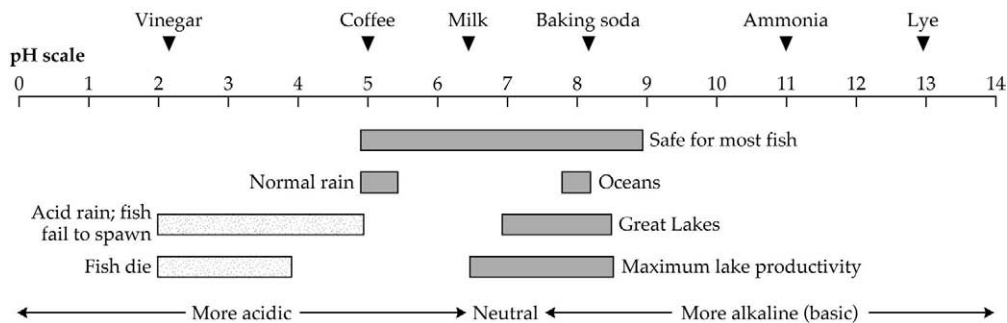 Vinegar Coffee Milk Baking soda Ammonia Lye
pH scale
0 1 2 3 4 5 6 7 8 9 10 11 12 13 14
Safe for most fish
Normal rain Oceans
Acid rain; fish
fail to spawn Great Lakes
Fish die Maximum lake productivity
More acidic Neutral More alkaline (basic)